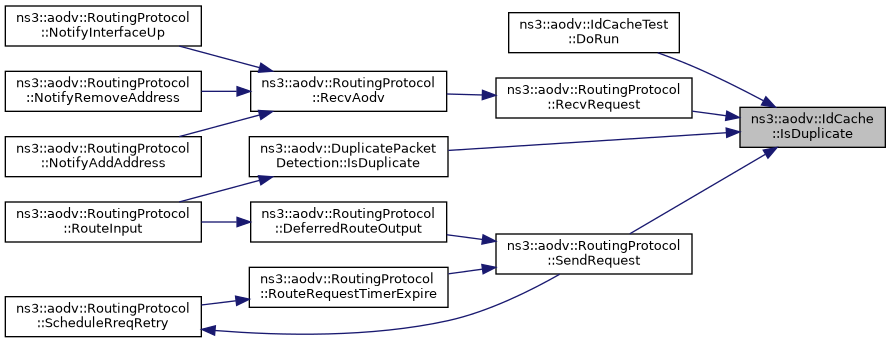 ns3::aodv::RoutingProtocol
::NotifyInterfaceUp
ns3::aodv::RoutingProtocol
::NotifyRemoveAddress
ns3::aodv::RoutingProtocol
::NotifyAddAddress
ns3::aodv::RoutingProtocol
::RouteInput
ns3::aodv::RoutingProtocol
::ScheduleRreqRetry
ns3::aodv::RoutingProtocol
::RecvAodv
ns3::aodv::DuplicatePacket
Detection::IsDuplicate
ns3::aodv::RoutingProtocol
::DeferredRouteOutput
ns3::aodv::RoutingProtocol
::RouteRequestTimerExpire
ns3::aodv::IdCacheTest
::DoRun
ns3::aodv::RoutingProtocol
::RecvRequest
ns3::aodv::RoutingProtocol
::SendRequest
ns3::aodv::IdCache
::IsDuplicate